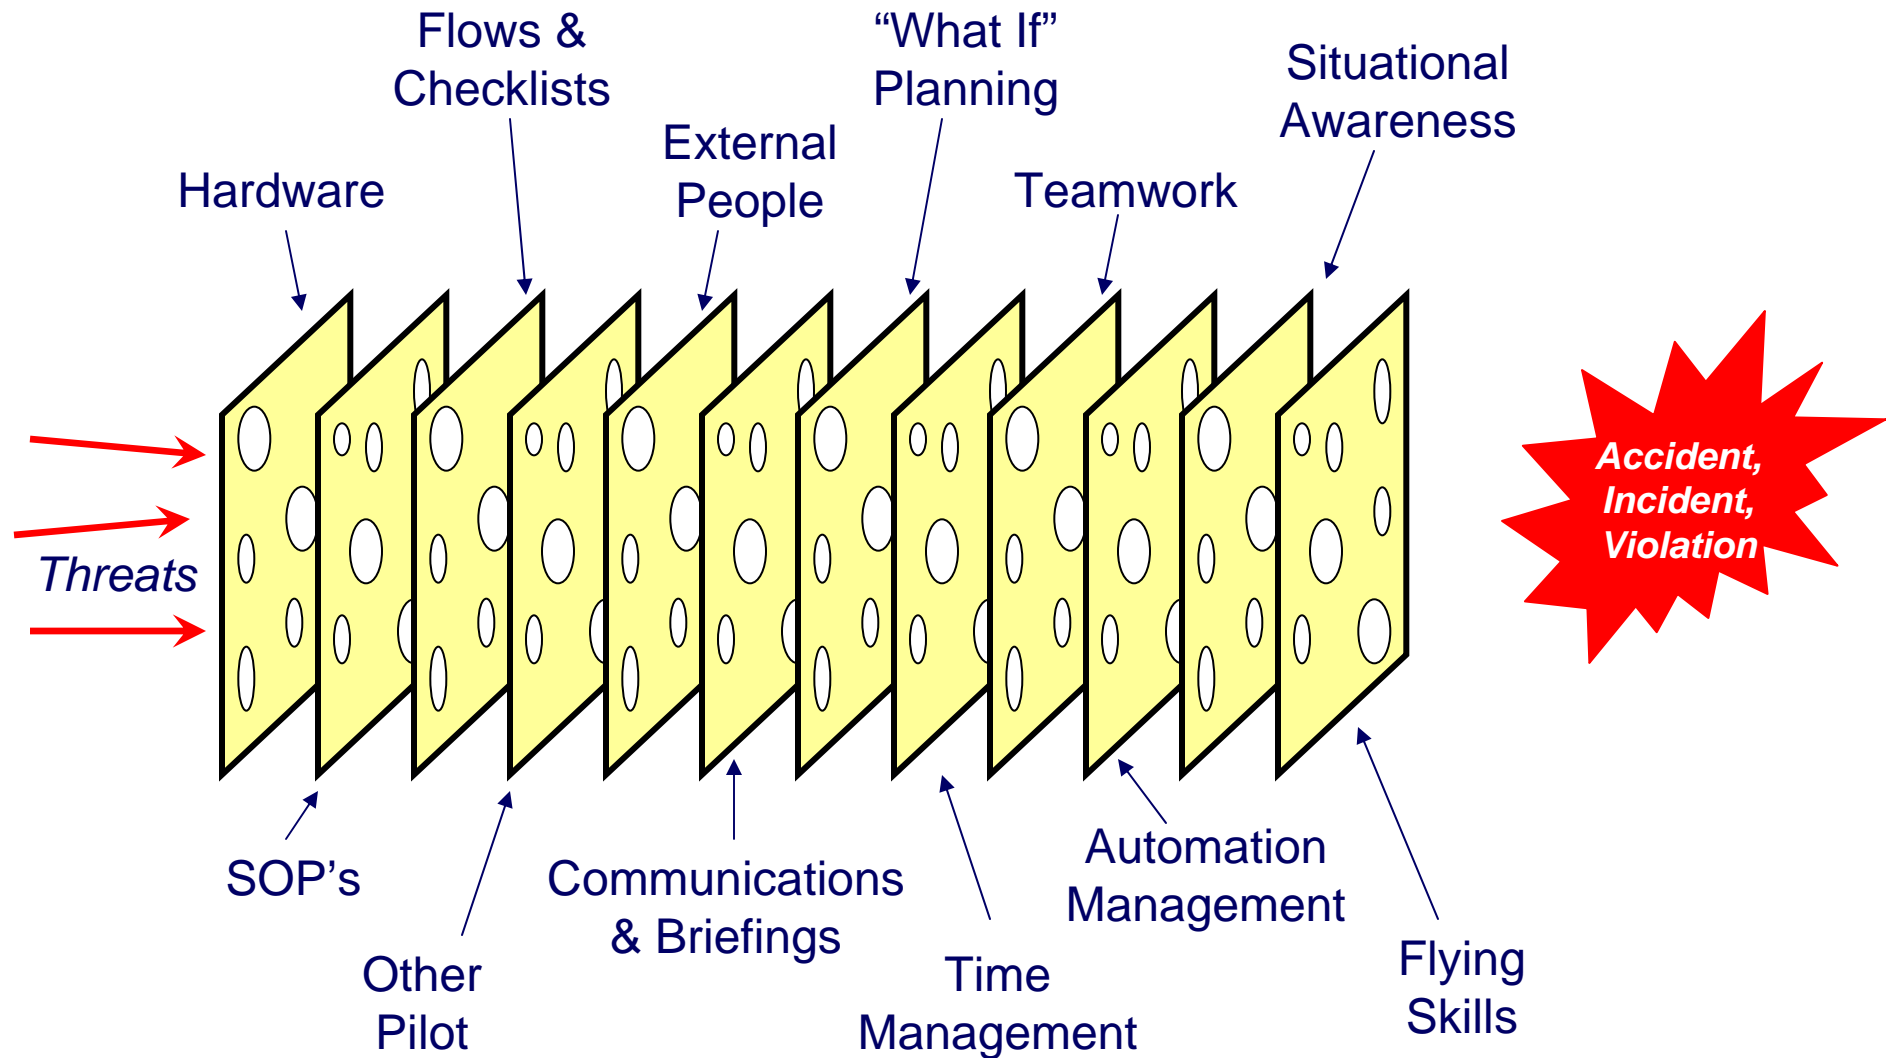 Flows &
Checklists
“What If”
Planning
Situational
Awareness
External
People
Hardware
Teamwork
Threats
Accident,
Incident,
Violation
SOP’s
Communications
& Briefings
Automation
Management
Other
Pilot
Time
Management
Flying
Skills